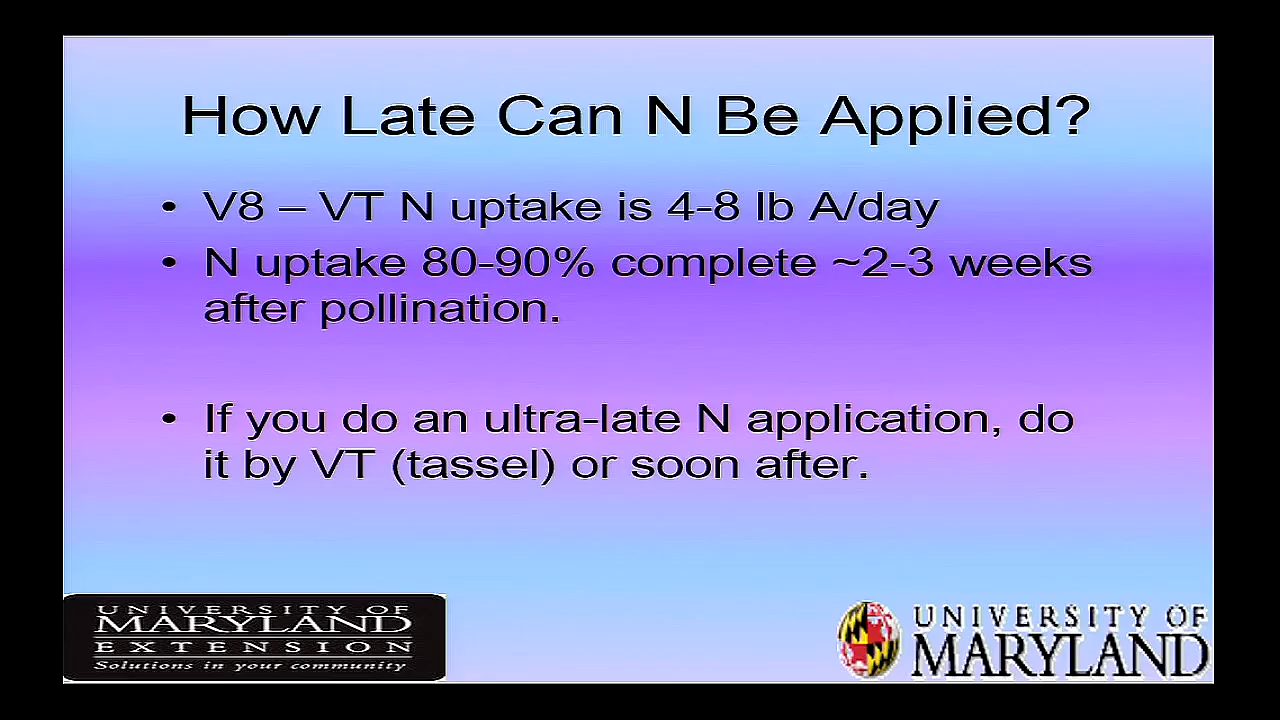 How Late Can N Be Applied?
• V8 – VT N uptake is 4-8 lb A/day
• N uptake 80-90% complete ~2-3 weeks
after pollination.
• If you do an ultra-late N application, do
it by VT (tassel) or soon after.
UNIVERSITY OF
MARYLAND
EXTENSION
Solutions in your community
UNIVERSITY OF
MARYLAND